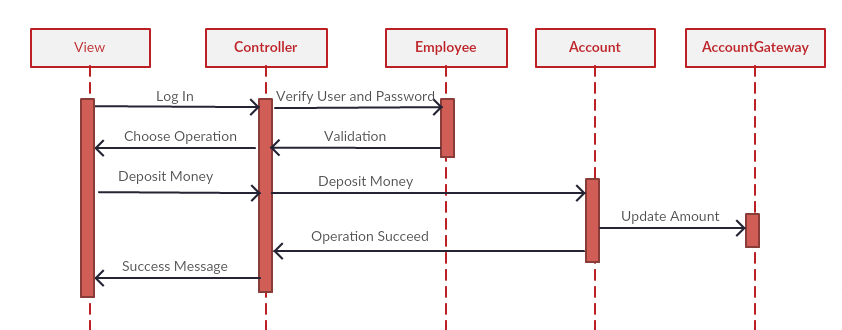 View
Controller
Employee
Account
AccountGateway
Log In
Verify User and Password
Choose Operation
Validation
Deposit Money
Deposit Money
Update Amount
Operation Succeed
Success Message